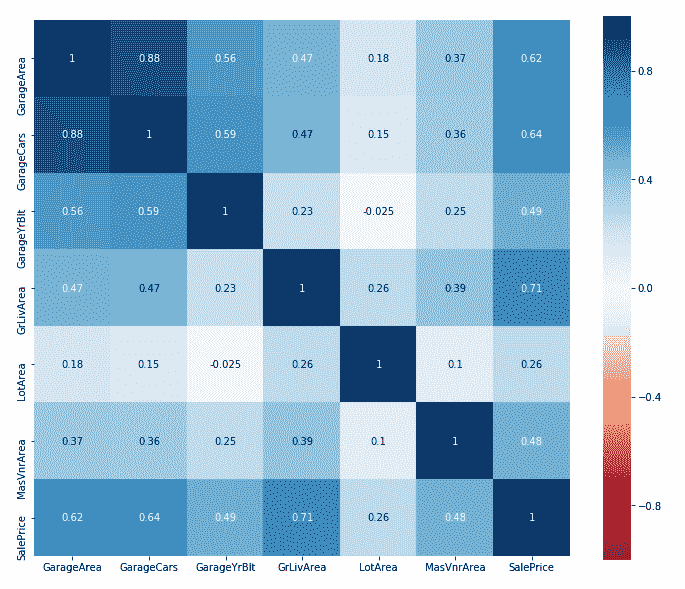 GarageArea 1 0.88 0.56 0.47 0.18 0.37 0.62
GarageCars 0.88 1 0.59 0.47 0.15 0.36 0.64
GarageYrBlt 0.56 0.59 1 0.23 -0.025 0.25 0.49
GrLivArea 0.47 0.47 0.23 1 0.26 0.39 0.71
LotArea 0.18 0.15 -0.025 0.26 1 0.1 0.26
MasVnrArea 0.37 0.36 0.25 0.39 0.1 1 0.48
SalePrice 0.62 0.64 0.49 0.71 0.26 0.48 1
GarageArea GarageCars GarageYrBlt GrLivArea LotArea MasVnrArea SalePrice
0.8
0.4
0.0
−0.4
−0.8